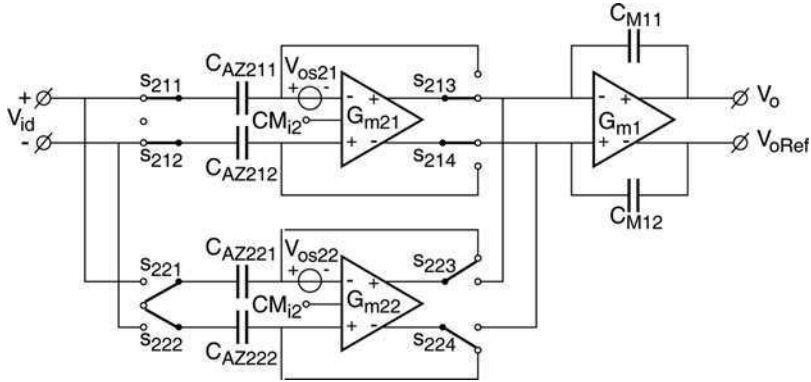 C_M11
C_AZ211 V_os21
s_211 s_213
+ + - - + - + V_o
V_id CM_i2 G_m21 G_m1
- + - + - V_oRef
s_212 s_214
C_AZ212 C_M12
C_AZ221 V_os22
s_221 s_223
+ - - +
CM_i2 G_m22
+ -
s_222 s_224
C_AZ222